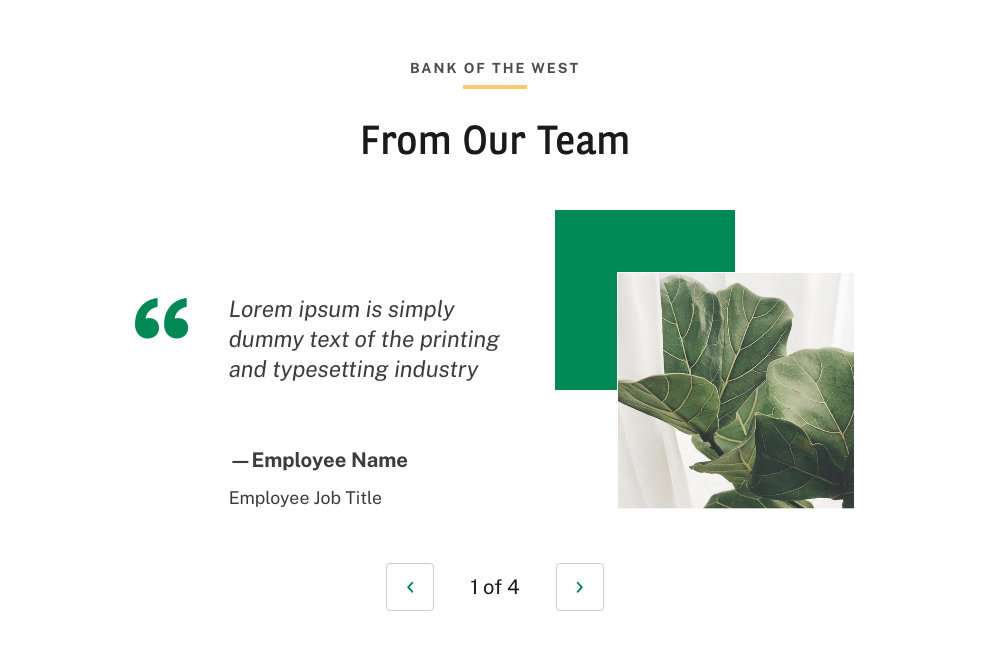 BANK OF THE WEST
From Our Team
“
Lorem ipsum is simply
dummy text of the printing
and typesetting industry
—Employee Name
Employee Job Title
‹ 1 of 4 ›